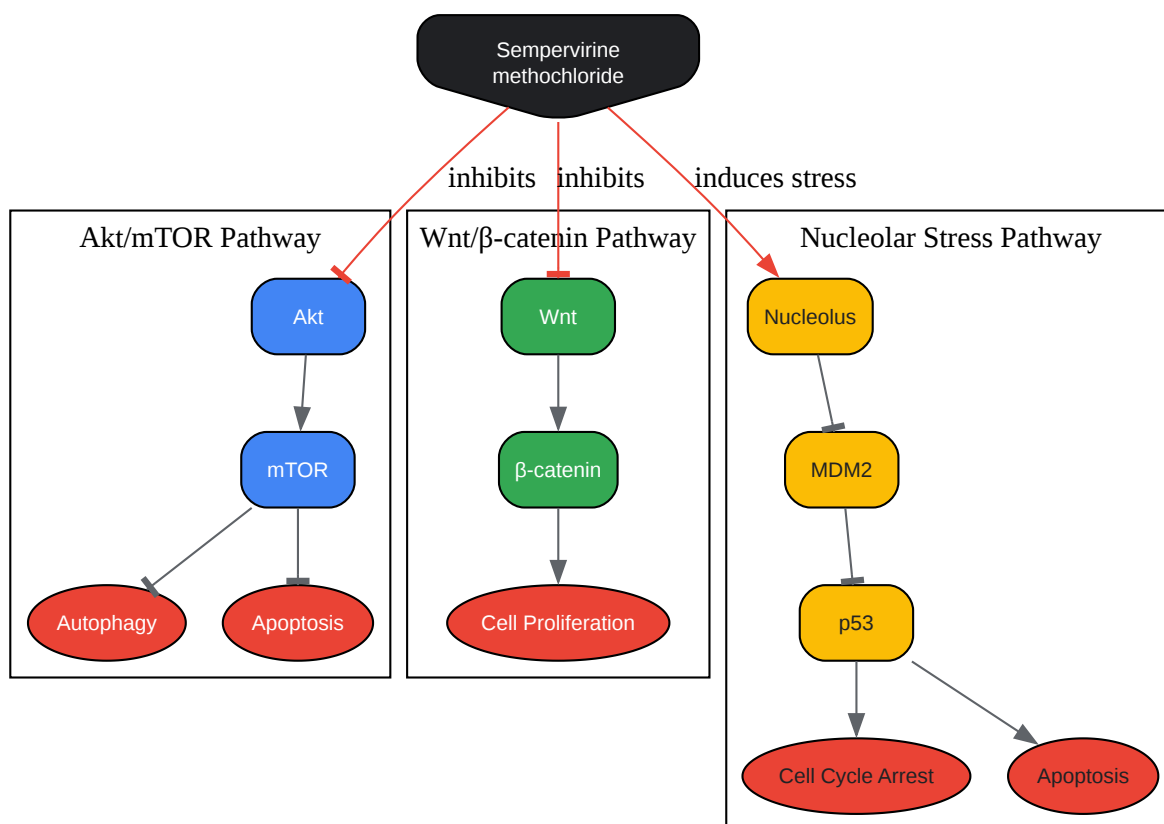 Sempervirine
methochloride
inhibits
inhibits
induces stress
Akt/mTOR Pathway
Wnt/β-catenin Pathway
Nucleolar Stress Pathway
Akt
Wnt
Nucleolus
mTOR
β-catenin
MDM2
Autophagy
Apoptosis
Cell Proliferation
p53
Cell Cycle Arrest
Apoptosis